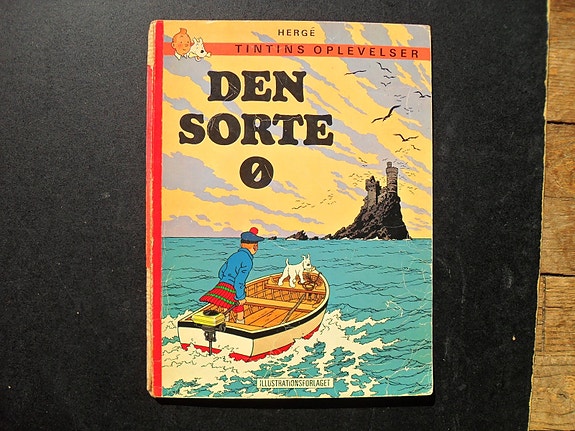 HERGÉ
TINTINS OPLEVELSER
DEN
SORTE
Ø
ILLUSTRATIONSFORLAGET